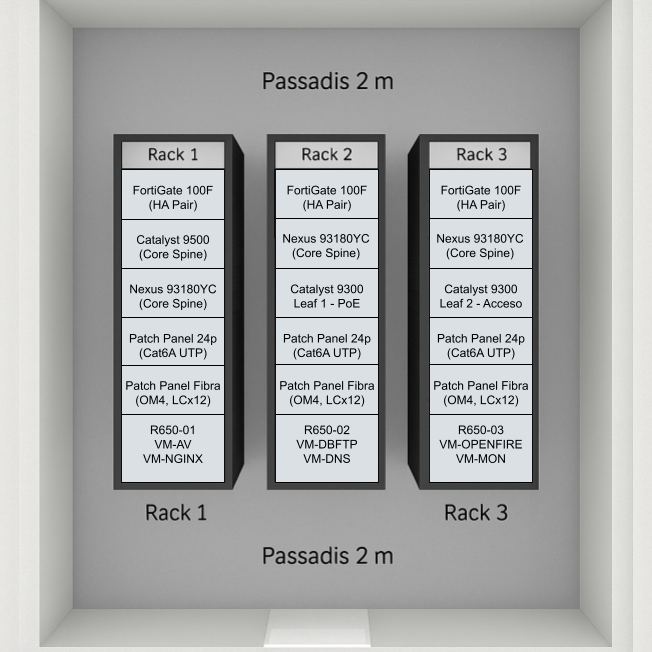 Passadis 2 m
Rack 1
FortiGate 100F
(HA Pair)
Catalyst 9500
(Core Spine)
Nexus 93180YC
(Core Spine)
Patch Panel 24p
(Cat6A UTP)
Patch Panel Fibra
(OM4, LCx12)
R650-01
VM-AV
VM-NGINX
Rack 2
FortiGate 100F
(HA Pair)
Nexus 93180YC
(Core Spine)
Catalyst 9300
Leaf 1 - PoE
Patch Panel 24p
(Cat6A UTP)
Patch Panel Fibra
(OM4, LCx12)
R650-02
VM-DBFTP
VM-DNS
Rack 3
FortiGate 100F
(HA Pair)
Nexus 93180YC
(Core Spine)
Catalyst 9300
Leaf 2 - Acceso
Patch Panel 24p
(Cat6A UTP)
Patch Panel Fibra
(OM4, LCx12)
R650-03
VM-OPENFIRE
VM-MON
Rack 1
Rack 3
Passadis 2 m